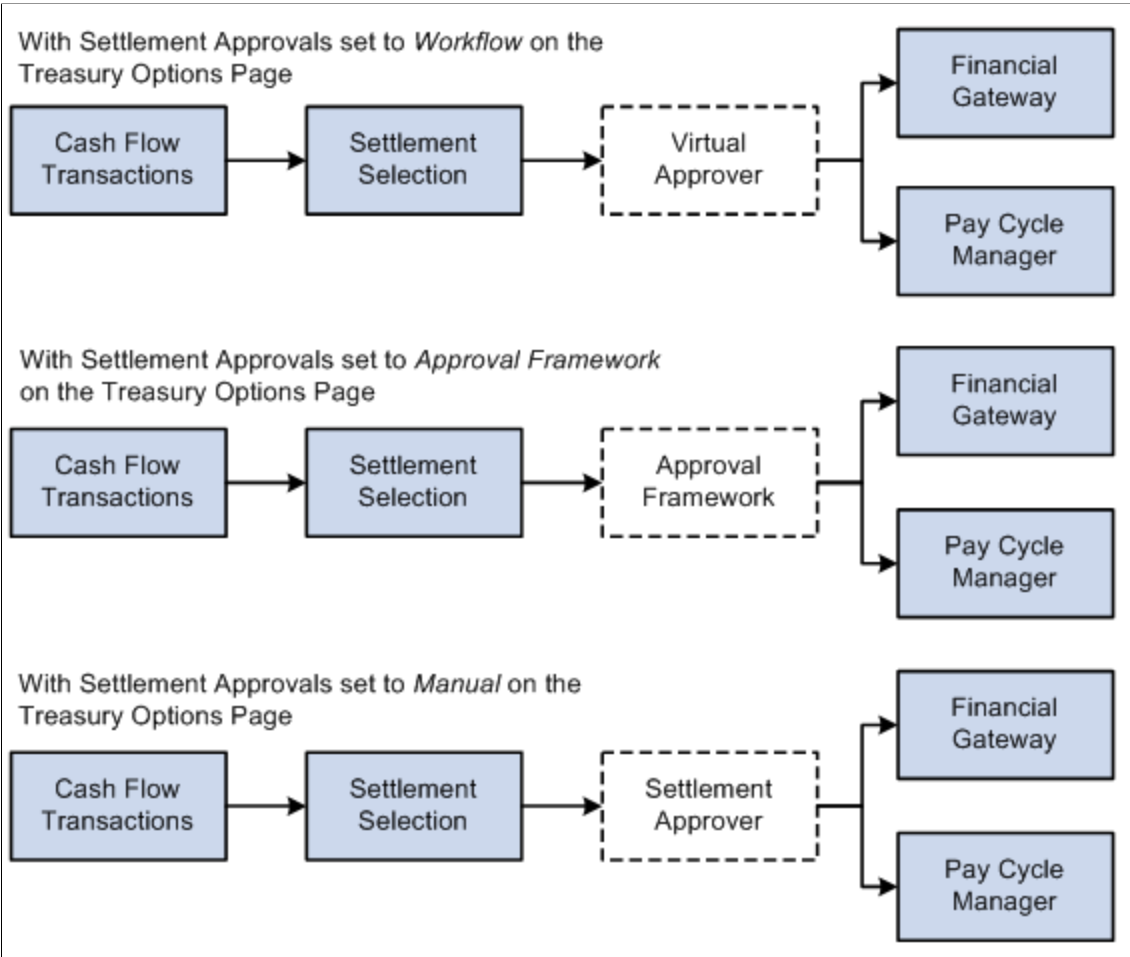 With Settlement Approvals set to Workflow on the
Treasury Options Page
Cash Flow
Transactions
Settlement
Selection
Virtual
Approver
Financial
Gateway
Pay Cycle
Manager
With Settlement Approvals set to Approval Framework
on the Treasury Options Page
Cash Flow
Transactions
Settlement
Selection
Approval
Framework
Financial
Gateway
Pay Cycle
Manager
With Settlement Approvals set to Manual on the
Treasury Options Page
Cash Flow
Transactions
Settlement
Selection
Settlement
Approver
Financial
Gateway
Pay Cycle
Manager